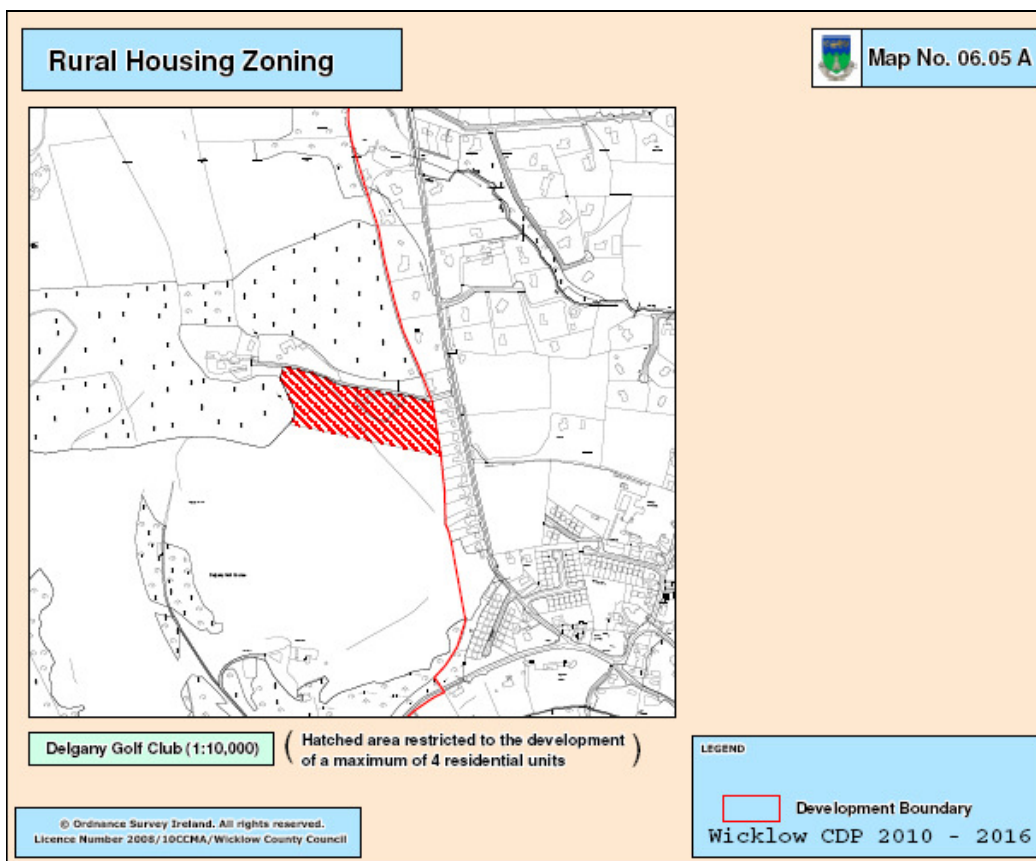 Rural Housing Zoning
Map No. 06.05 A
Delgany Golf Club (1:10,000)
( Hatched area restricted to the development
of a maximum of 4 residential units )
© Ordnance Survey Ireland. All rights reserved.
Licence Number 2008/10CCMA/Wicklow County Council
LEGEND
Development Boundary
Wicklow CDP 2010 - 2016